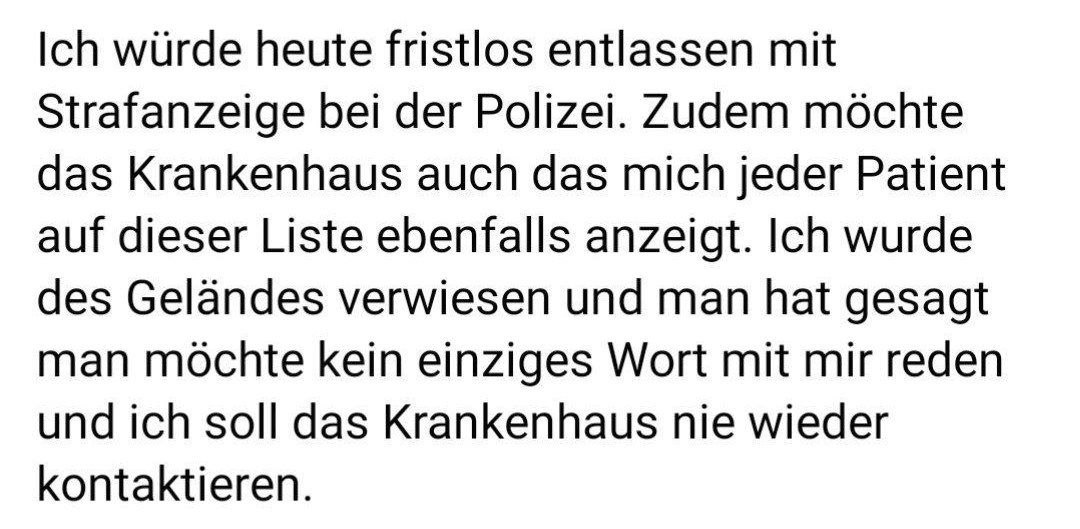 Ich würde heute fristlos entlassen mit
Strafanzeige bei der Polizei. Zudem möchte
das Krankenhaus auch das mich jeder Patient
auf dieser Liste ebenfalls anzeigt. Ich wurde
des Geländes verwiesen und man hat gesagt
man möchte kein einziges Wort mit mir reden
und ich soll das Krankenhaus nie wieder
kontaktieren.